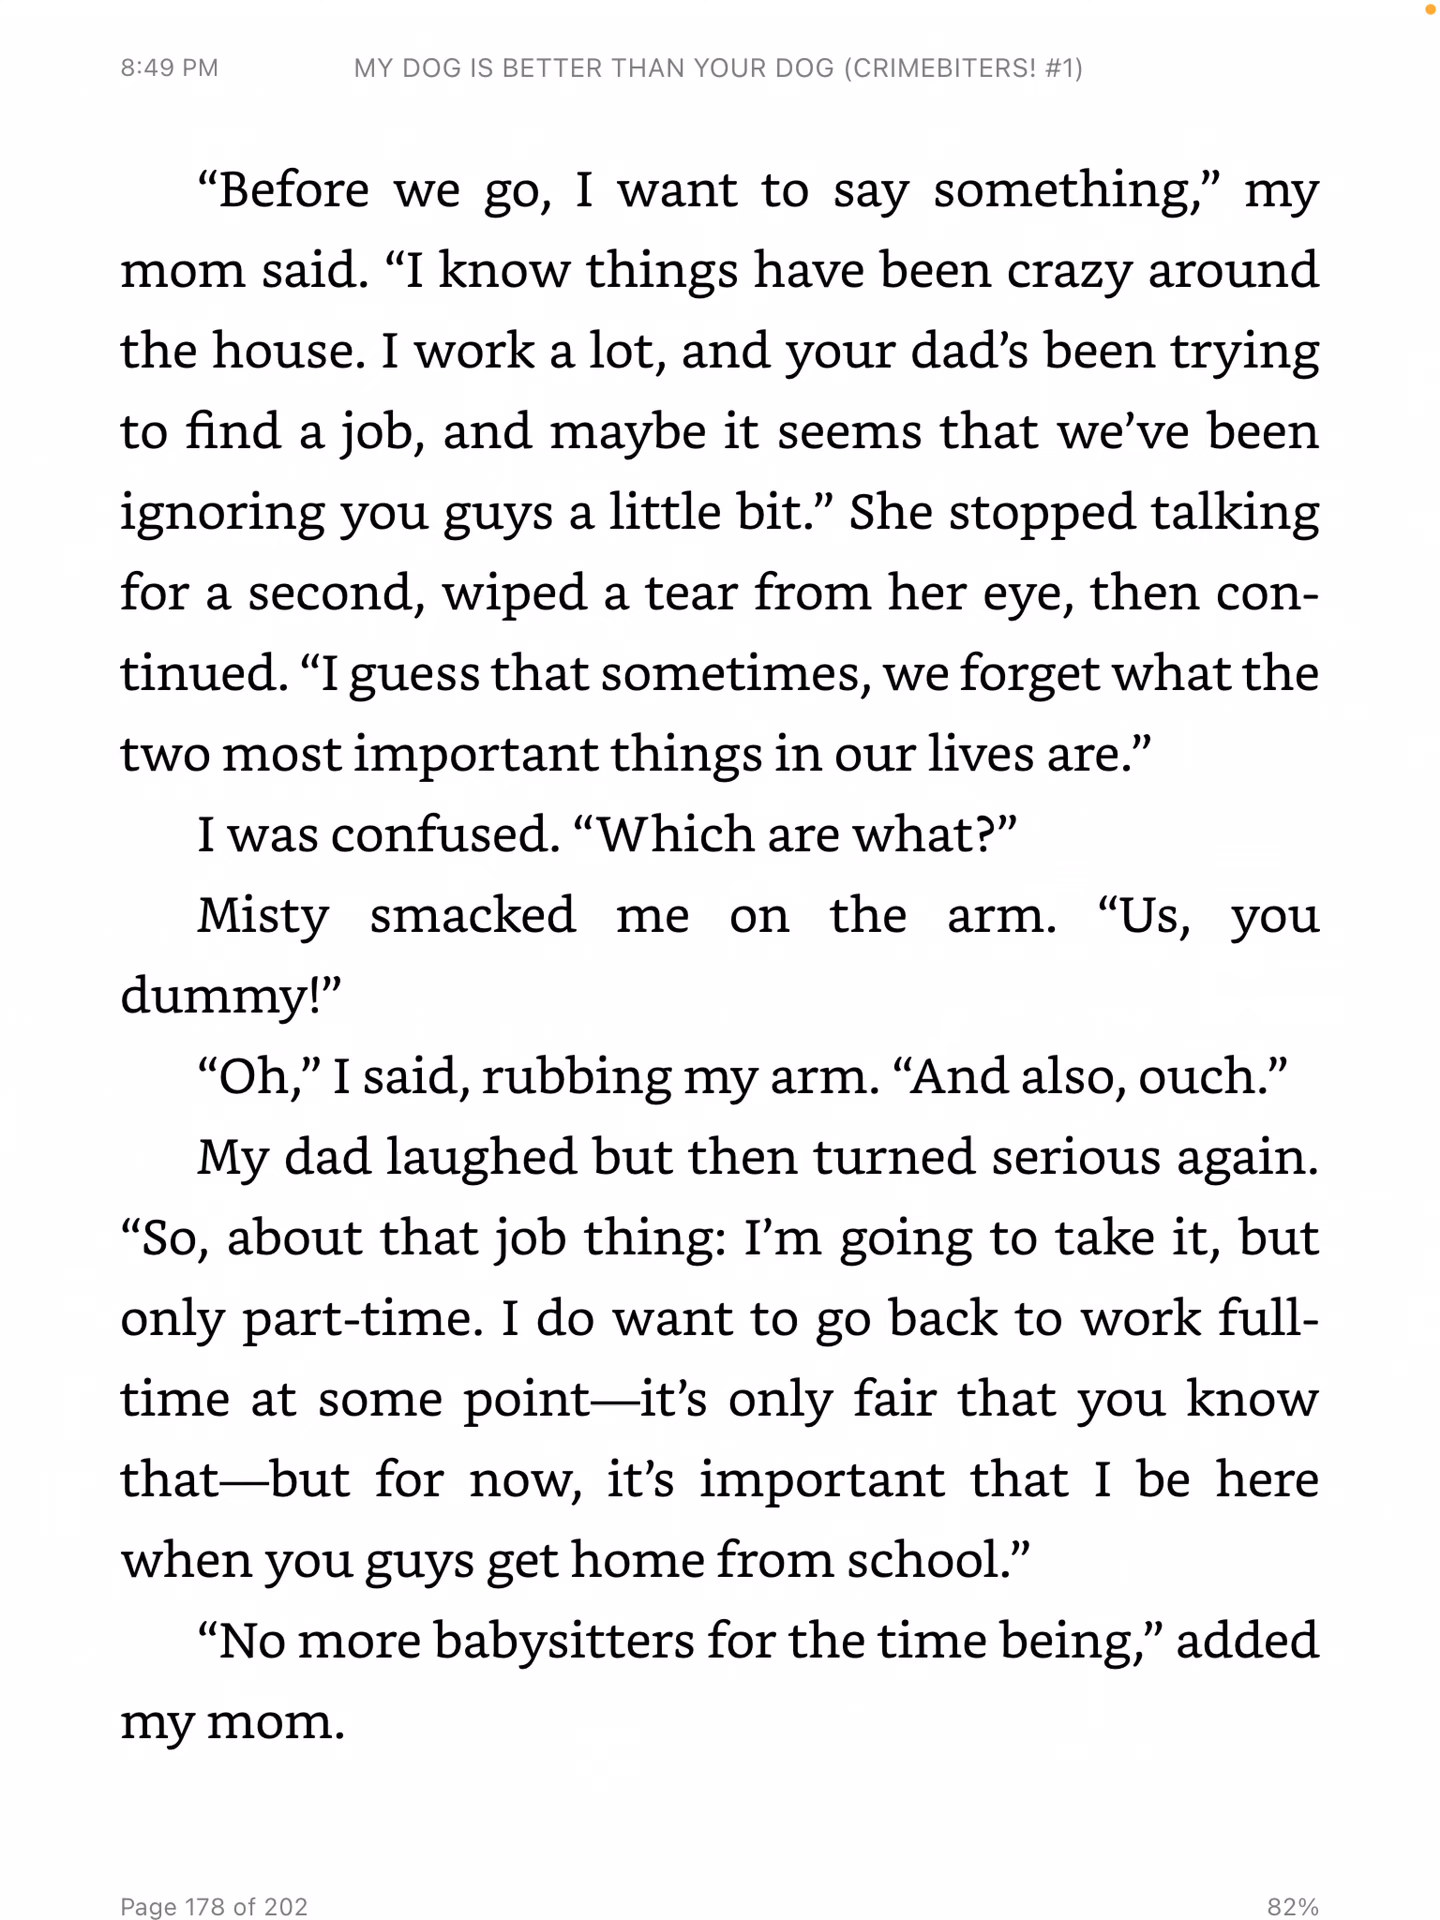 8:49 PM MY DOG IS BETTER THAN YOUR DOG (CRIMEBITERS! #1)
“Before we go, I want to say something,” my
mom said. “I know things have been crazy around
the house. I work a lot, and your dad’s been trying
to find a job, and maybe it seems that we’ve been
ignoring you guys a little bit.” She stopped talking
for a second, wiped a tear from her eye, then con-
tinued. “I guess that sometimes, we forget what the
two most important things in our lives are.”
I was confused. “Which are what?”
Misty smacked me on the arm. “Us, you
dummy!”
“Oh,” I said, rubbing my arm. “And also, ouch.”
My dad laughed but then turned serious again.
“So, about that job thing: I’m going to take it, but
only part-time. I do want to go back to work full-
time at some point—it’s only fair that you know
that—but for now, it’s important that I be here
when you guys get home from school.”
“No more babysitters for the time being,” added
my mom.
Page 178 of 202 82%